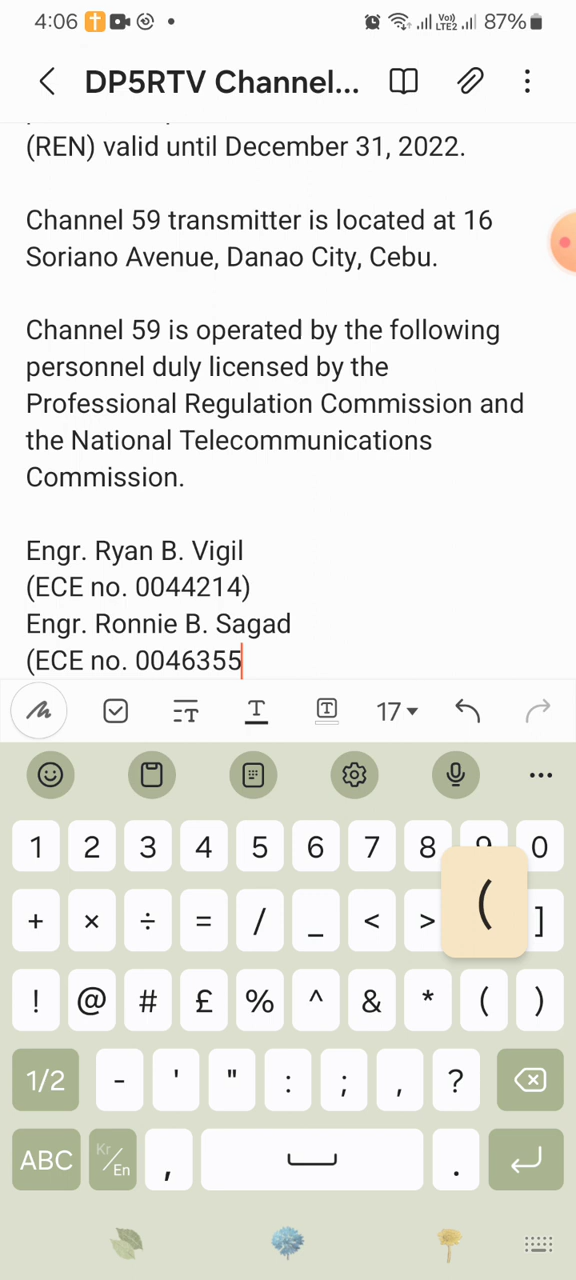 4:06
Vo))
LTE2
87%
DP5RTV Channel...
(REN) valid until December 31, 2022.
Channel 59 transmitter is located at 16
Soriano Avenue, Danao City, Cebu.
Channel 59 is operated by the following
personnel duly licensed by the
Professional Regulation Commission and
the National Telecommunications
Commission.
Engr. Ryan B. Vigil
(ECE no. 0044214)
Engr. Ronnie B. Sagad
(ECE no. 0046355
17
1 2 3 4 5 6 7 8 9 0
+ × ÷ = / _ < > ( ]
! @ # £ % ^ & * ( )
1/2 - ' " : ; , ?
ABC Kr/En , .